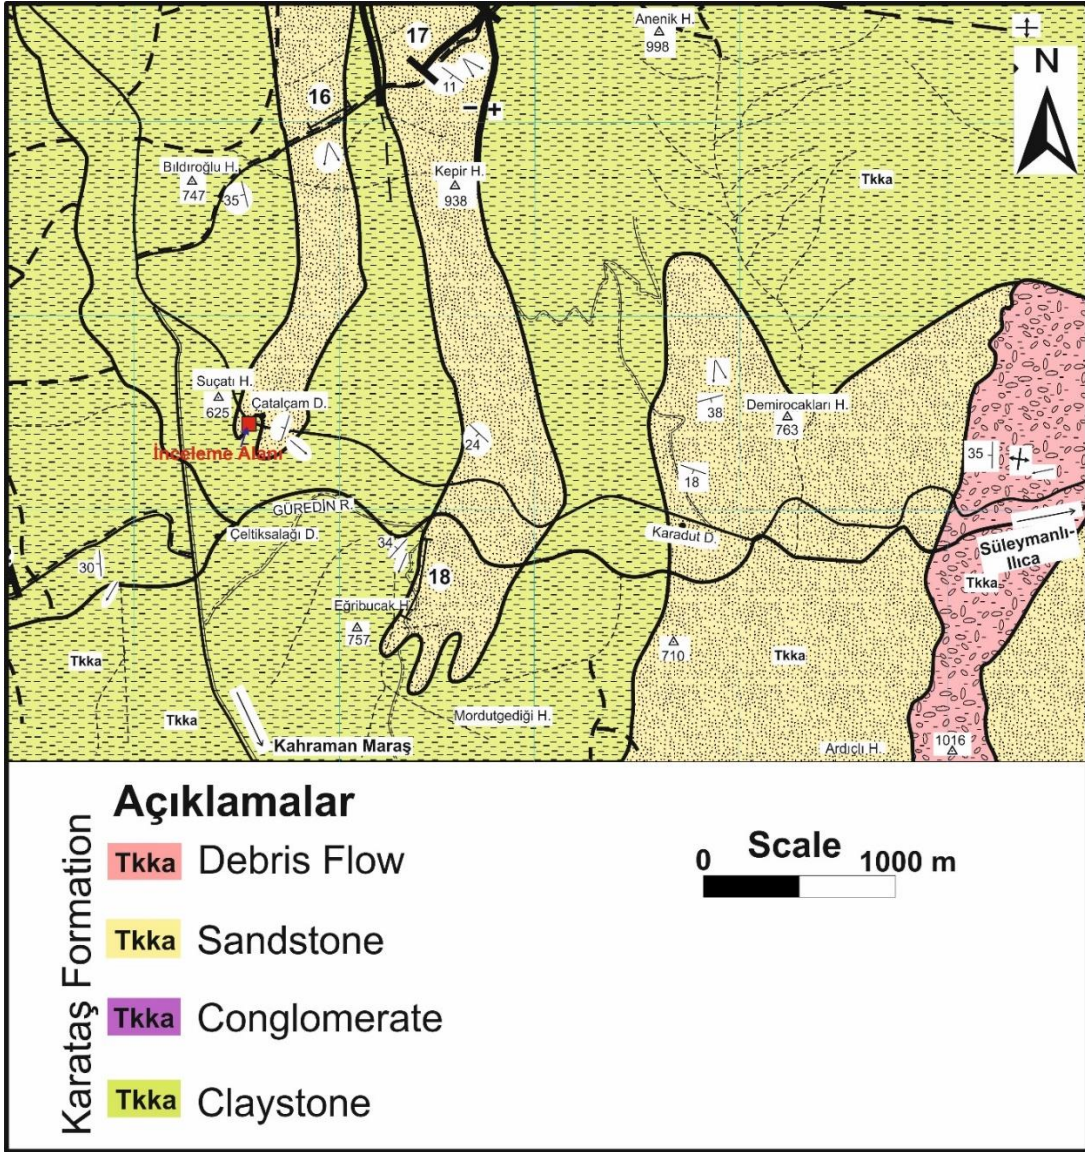 Anenik H.
998
N
17
11
16
- +
Bıldıroğlu H.
747
35
Kepir H.
938
Tkka
Suçatı H.
625
Çatalçam D.
İnceleme Alanı
38
Demirocakları H.
763
24
35
18
GÜREDİN R.
Çeltiksalağı D.
Karadut D.
Süleymanlı-
Ilıca
34
30
18
Tkka
Eğribucak H.
757
710
Tkka
Tkka
Tkka
Mordutgediği H.
Kahraman Maraş
Ardıçlı H.
1016
Karataş Formation
Açıklamalar
Tkka Debris Flow
Tkka Sandstone
Tkka Conglomerate
Tkka Claystone
0 Scale 1000 m